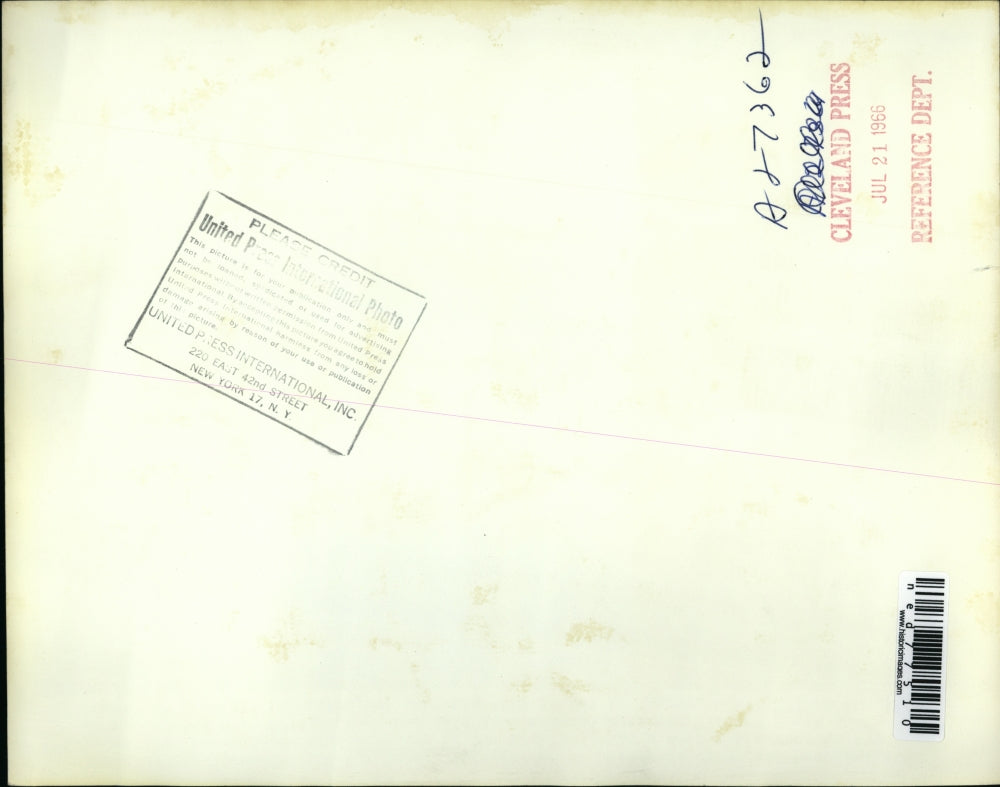 A27362
CLEVELAND PRESS
JUL 21 1966
REFERENCE DEPT.
PLEASE CREDIT
United Press International Photo
This picture is for your publication only and must
not be loaned, syndicated or used for advertising
purposes without written permission from United Press
International. By accepting this picture you agree to hold
United Press International harmless from any loss or
damage arising by reason of your use or publication
of this picture.
UNITED PRESS INTERNATIONAL, INC.
220 EAST 42nd STREET
NEW YORK 17, N. Y.
ned77510
www.historicimages.com